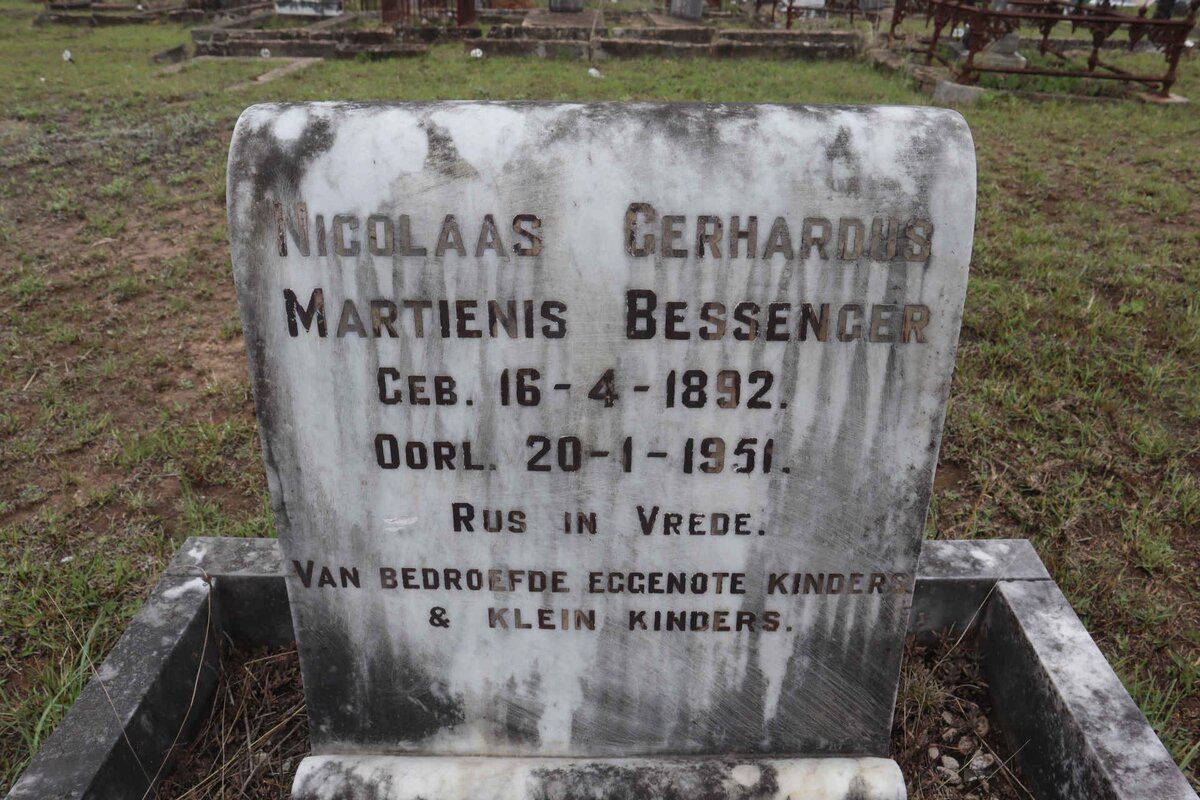 NICOLAAS GERHARDUS
MARTIENIS BESSENGER
GEB. 16-4-1892.
OORL. 20-1-1951.
RUS IN VREDE.
VAN BEDROEFDE EGGENOTE KINDERS
& KLEIN KINDERS.